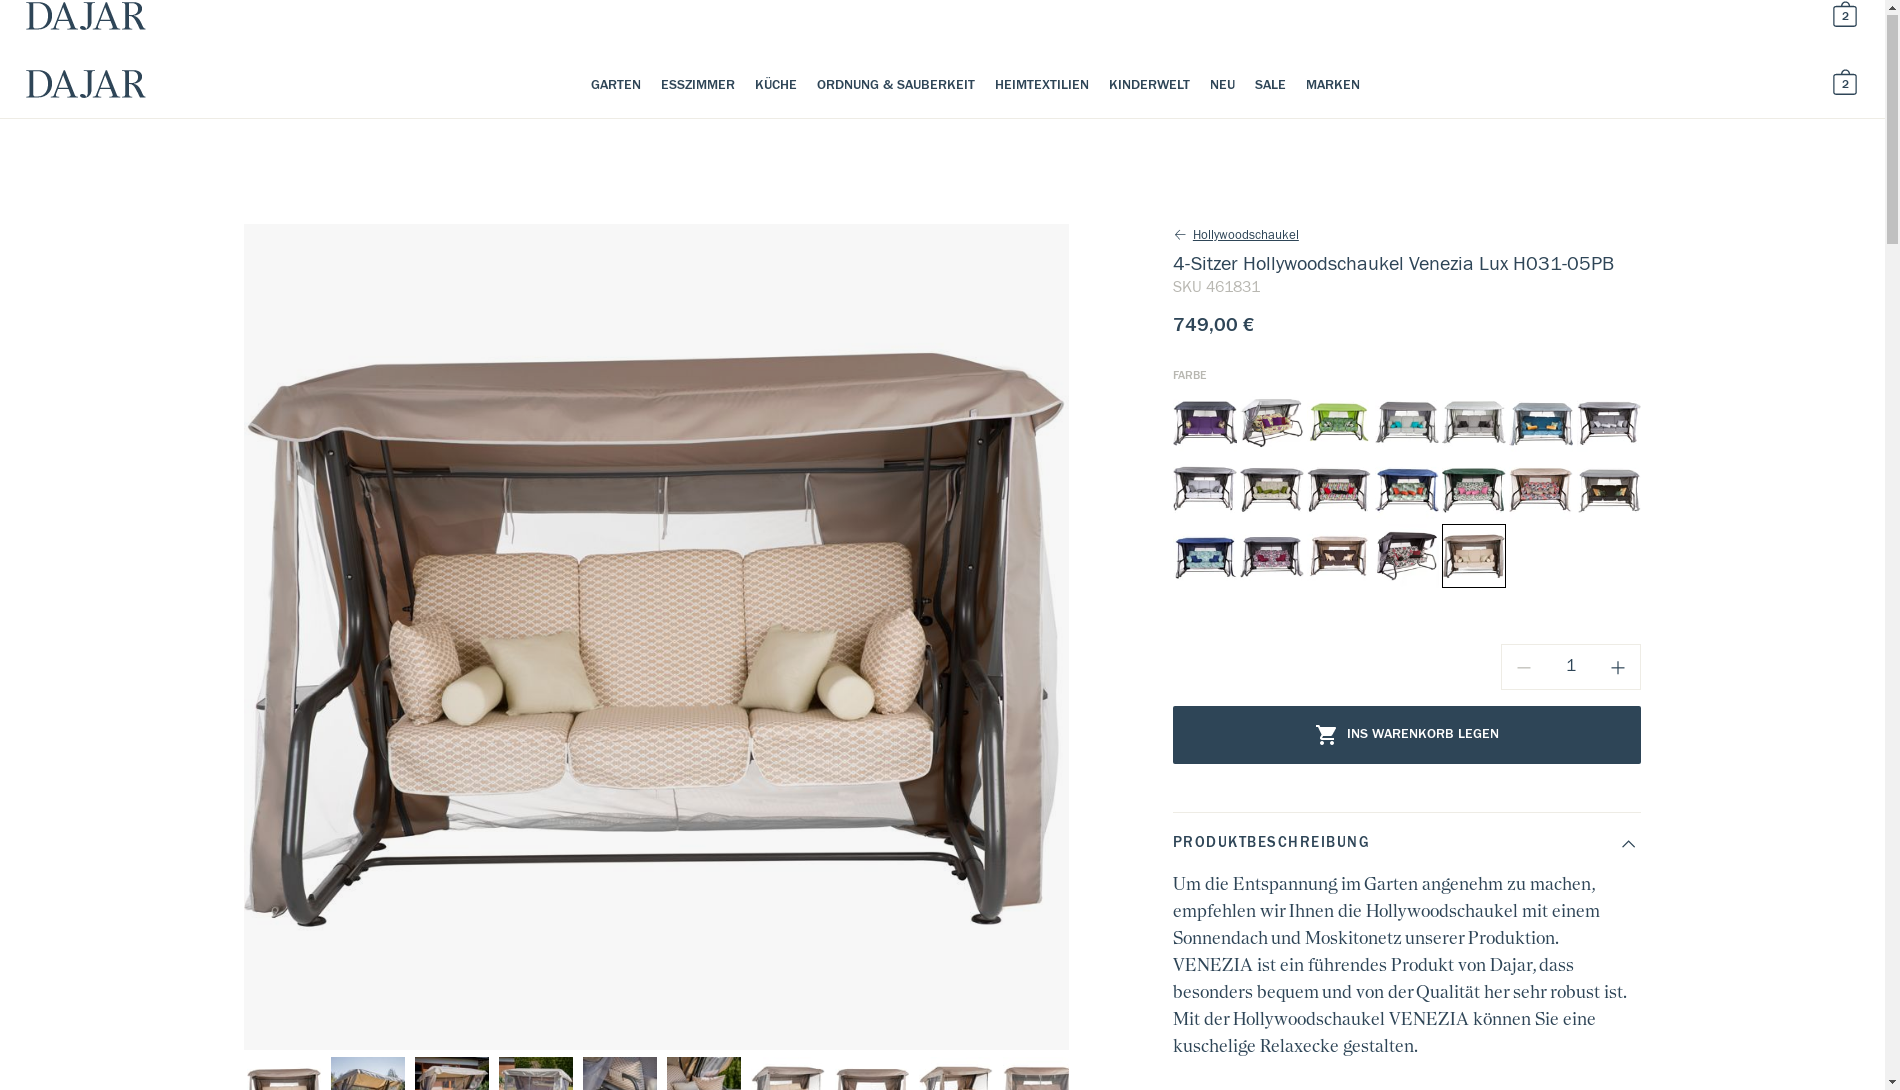 DAJAR
2
DAJAR
GARTEN ESSZIMMER KÜCHE ORDNUNG & SAUBERKEIT HEIMTEXTILIEN KINDERWELT NEU SALE MARKEN
2
Hollywoodschaukel
4-Sitzer Hollywoodschaukel Venezia Lux H031-05PB
SKU 461831
749,00 €
FARBE
1
INS WARENKORB LEGEN
PRODUKTBESCHREIBUNG
Um die Entspannung im Garten angenehm zu machen,
empfehlen wir Ihnen die Hollywoodschaukel mit einem
Sonnendach und Moskitonetz unserer Produktion.
VENEZIA ist ein führendes Produkt von Dajar, dass
besonders bequem und von der Qualität her sehr robust ist.
Mit der Hollywoodschaukel VENEZIA können Sie eine
kuschelige Relaxecke gestalten.